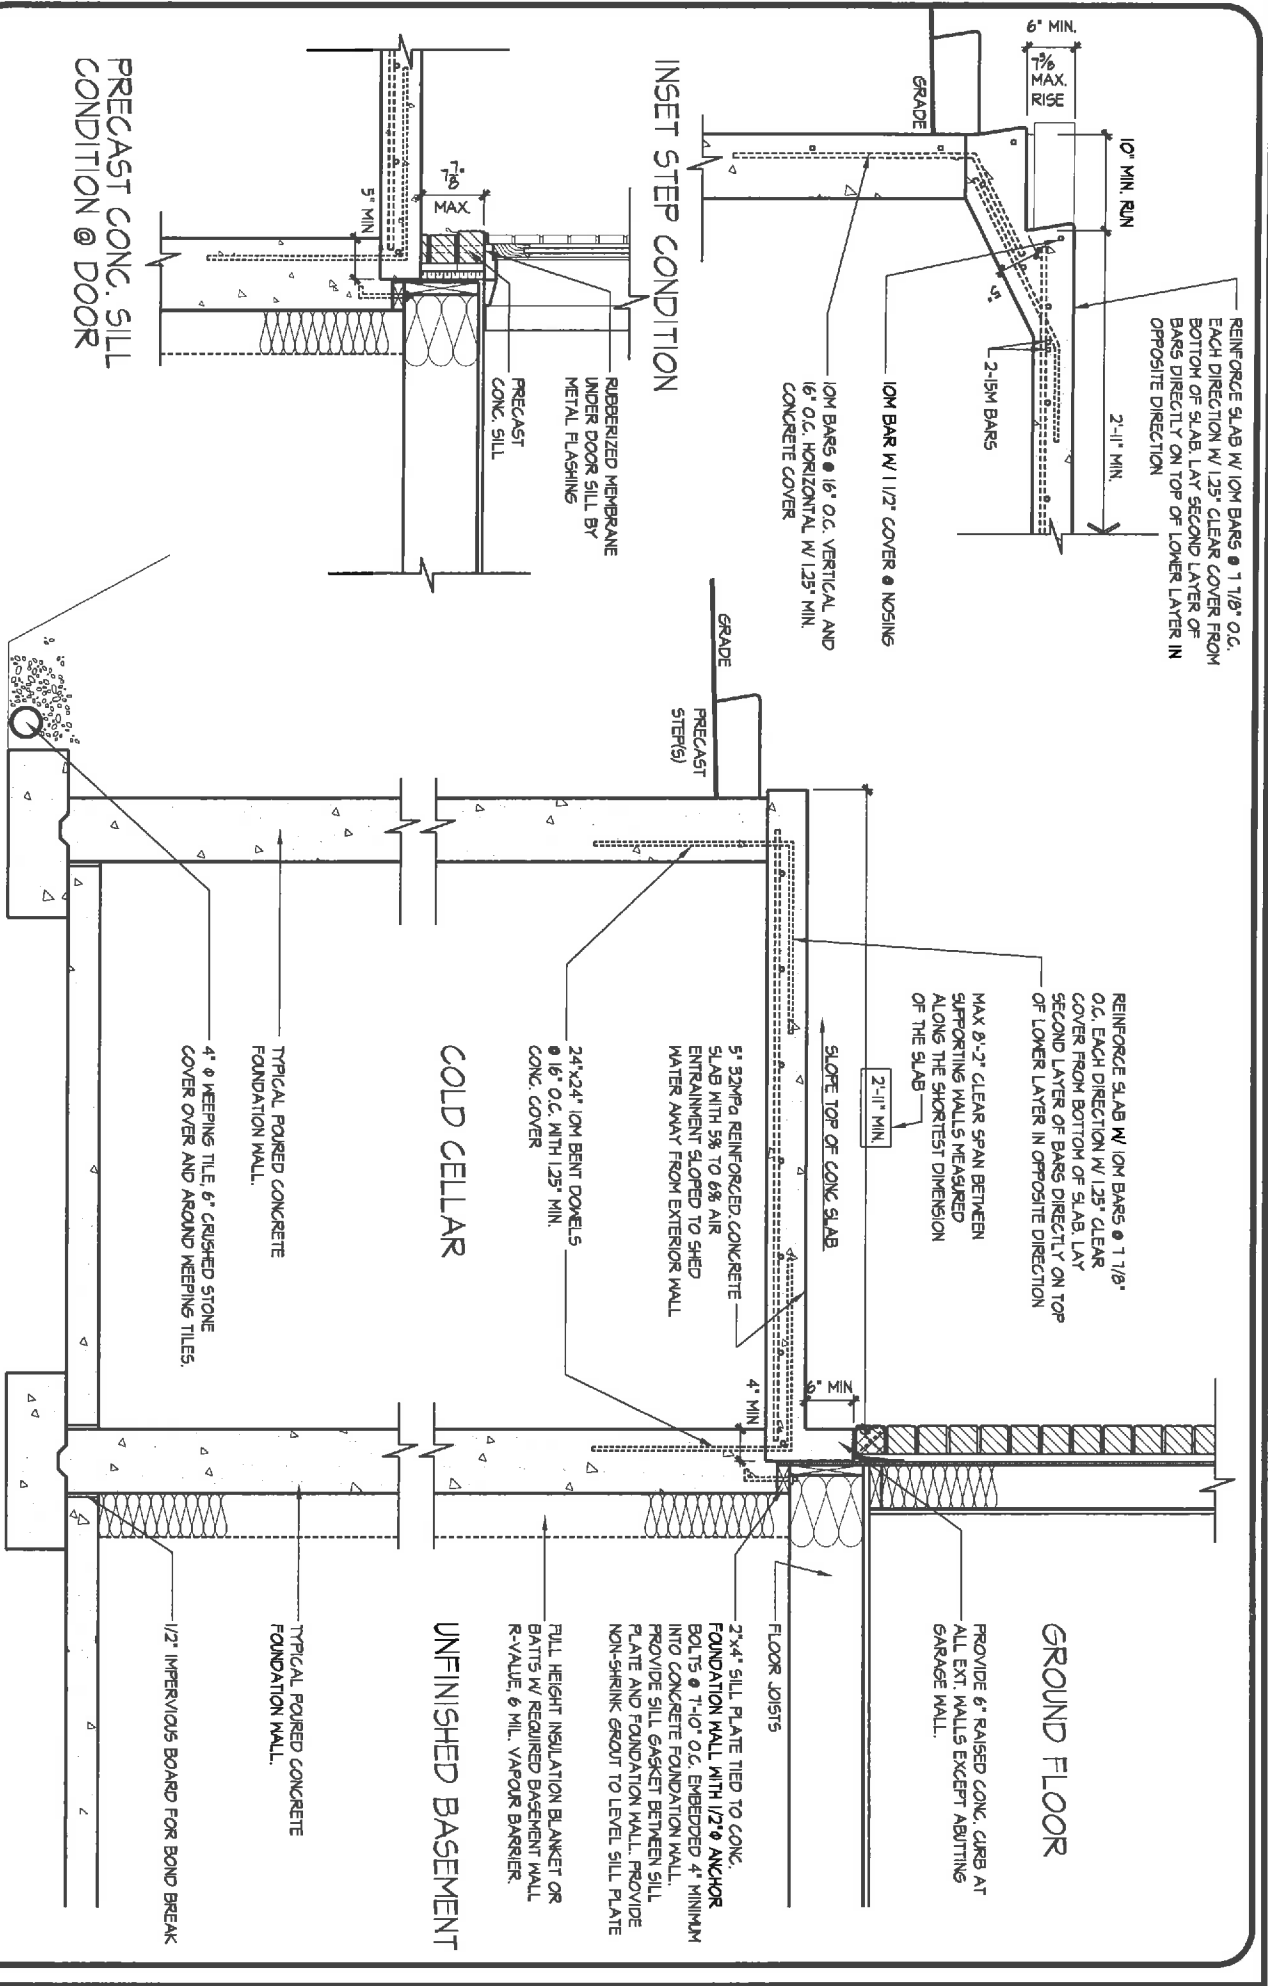 6" MIN.
7 7/8
MAX.
RISE
10" MIN. RUN
2'-11" MIN.
GRADE
5"
REINFORCE SLAB W/ 10M BARS @ 7 7/8" O.C.
EACH DIRECTION W/ 1.25" CLEAR COVER FROM
BOTTOM OF SLAB. LAY SECOND LAYER OF
BARS DIRECTLY ON TOP OF LOWER LAYER IN
OPPOSITE DIRECTION
2-15M BARS
10M BAR W/ 1 1/2" COVER @ NOSING
10M BARS @ 16" O.C. VERTICAL AND
16" O.C. HORIZONTAL W/ 1.25" MIN.
CONCRETE COVER
INSET STEP CONDITION
7 7/8"
MAX.
5" MIN
RUBBERIZED MEMBRANE
UNDER DOOR SILL BY
METAL FLASHING
PRECAST
CONC. SILL
PRECAST CONC. SILL
CONDITION @ DOOR
REINFORCE SLAB W/ 10M BARS @ 7 7/8"
O.C. EACH DIRECTION W/ 1.25" CLEAR
COVER FROM BOTTOM OF SLAB. LAY
SECOND LAYER OF BARS DIRECTLY ON TOP
OF LOWER LAYER IN OPPOSITE DIRECTION
MAX 8'-2" CLEAR SPAN BETWEEN
SUPPORTING WALLS MEASURED
ALONG THE SHORTEST DIMENSION
OF THE SLAB
2'-11" MIN.
SLOPE TOP OF CONC SLAB
6" MIN
4" MIN
GRADE
PRECAST
STEP(S)
5" 32MPa REINFORCED CONCRETE
SLAB WITH 5% TO 6% AIR
ENTRAINMENT SLOPED TO SHED
WATER AWAY FROM EXTERIOR WALL
24"x24" 10M BENT DOWELS
@ 16" O.C. WITH 1.25" MIN.
CONC. COVER
COLD CELLAR
TYPICAL POURED CONCRETE
FOUNDATION WALL.
4" Φ WEEPING TILE, 6" CRUSHED STONE
COVER OVER AND AROUND WEEPING TILES.
GROUND FLOOR
PROVIDE 6" RAISED CONC. CURB AT
ALL EXT. WALLS EXCEPT ABUTTING
GARAGE WALL.
FLOOR JOISTS
2"x4" SILL PLATE TIED TO CONC.
FOUNDATION WALL WITH 1/2"Φ ANCHOR
BOLTS @ 7'-10" O.C. EMBEDDED 4" MINIMUM
INTO CONCRETE FOUNDATION WALL.
PROVIDE SILL GASKET BETWEEN SILL
PLATE AND FOUNDATION WALL. PROVIDE
NON-SHRINK GROUT TO LEVEL SILL PLATE
FULL HEIGHT INSULATION BLANKET OR
BATTS W/ REQUIRED BASEMENT WALL
R-VALUE, 6 MIL. VAPOUR BARRIER.
UNFINISHED BASEMENT
TYPICAL POURED CONCRETE
FOUNDATION WALL.
1/2" IMPERVIOUS BOARD FOR BOND BREAK